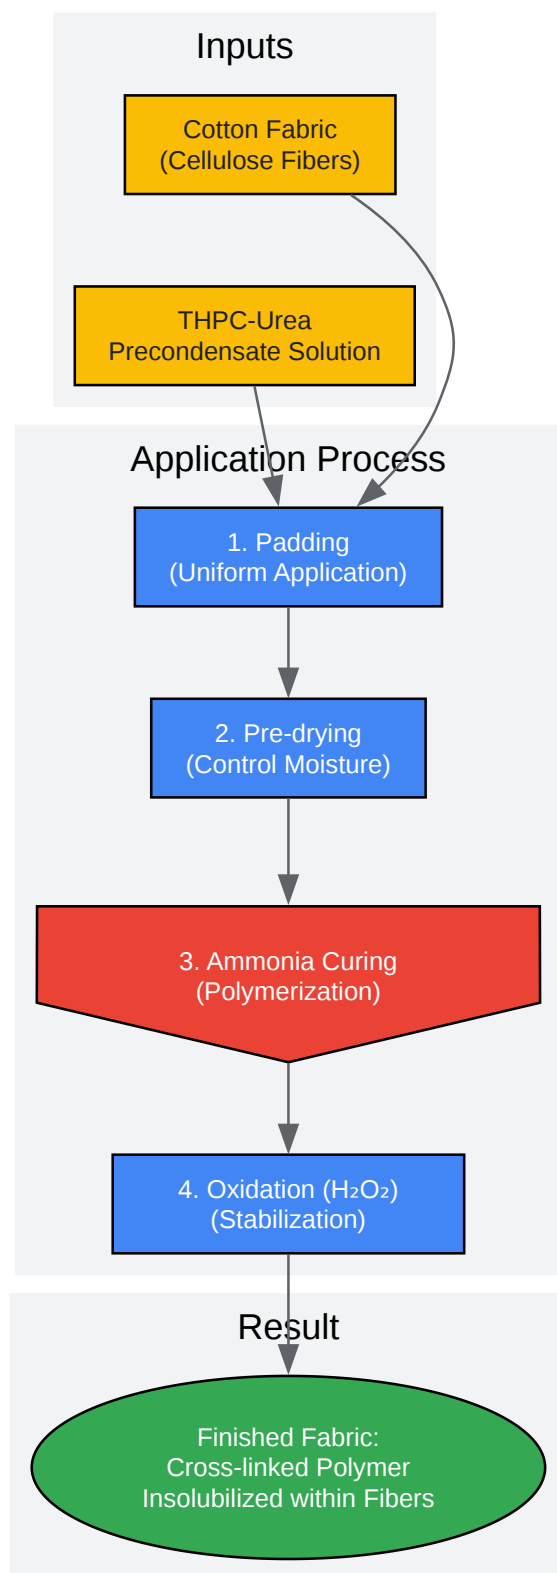 Inputs
Cotton Fabric
(Cellulose Fibers)
THPC-Urea
Precondensate Solution
Application Process
1. Padding
(Uniform Application)
2. Pre-drying
(Control Moisture)
3. Ammonia Curing
(Polymerization)
4. Oxidation (H₂O₂)
(Stabilization)
Result
Finished Fabric:
Cross-linked Polymer
Insolubilized within Fibers